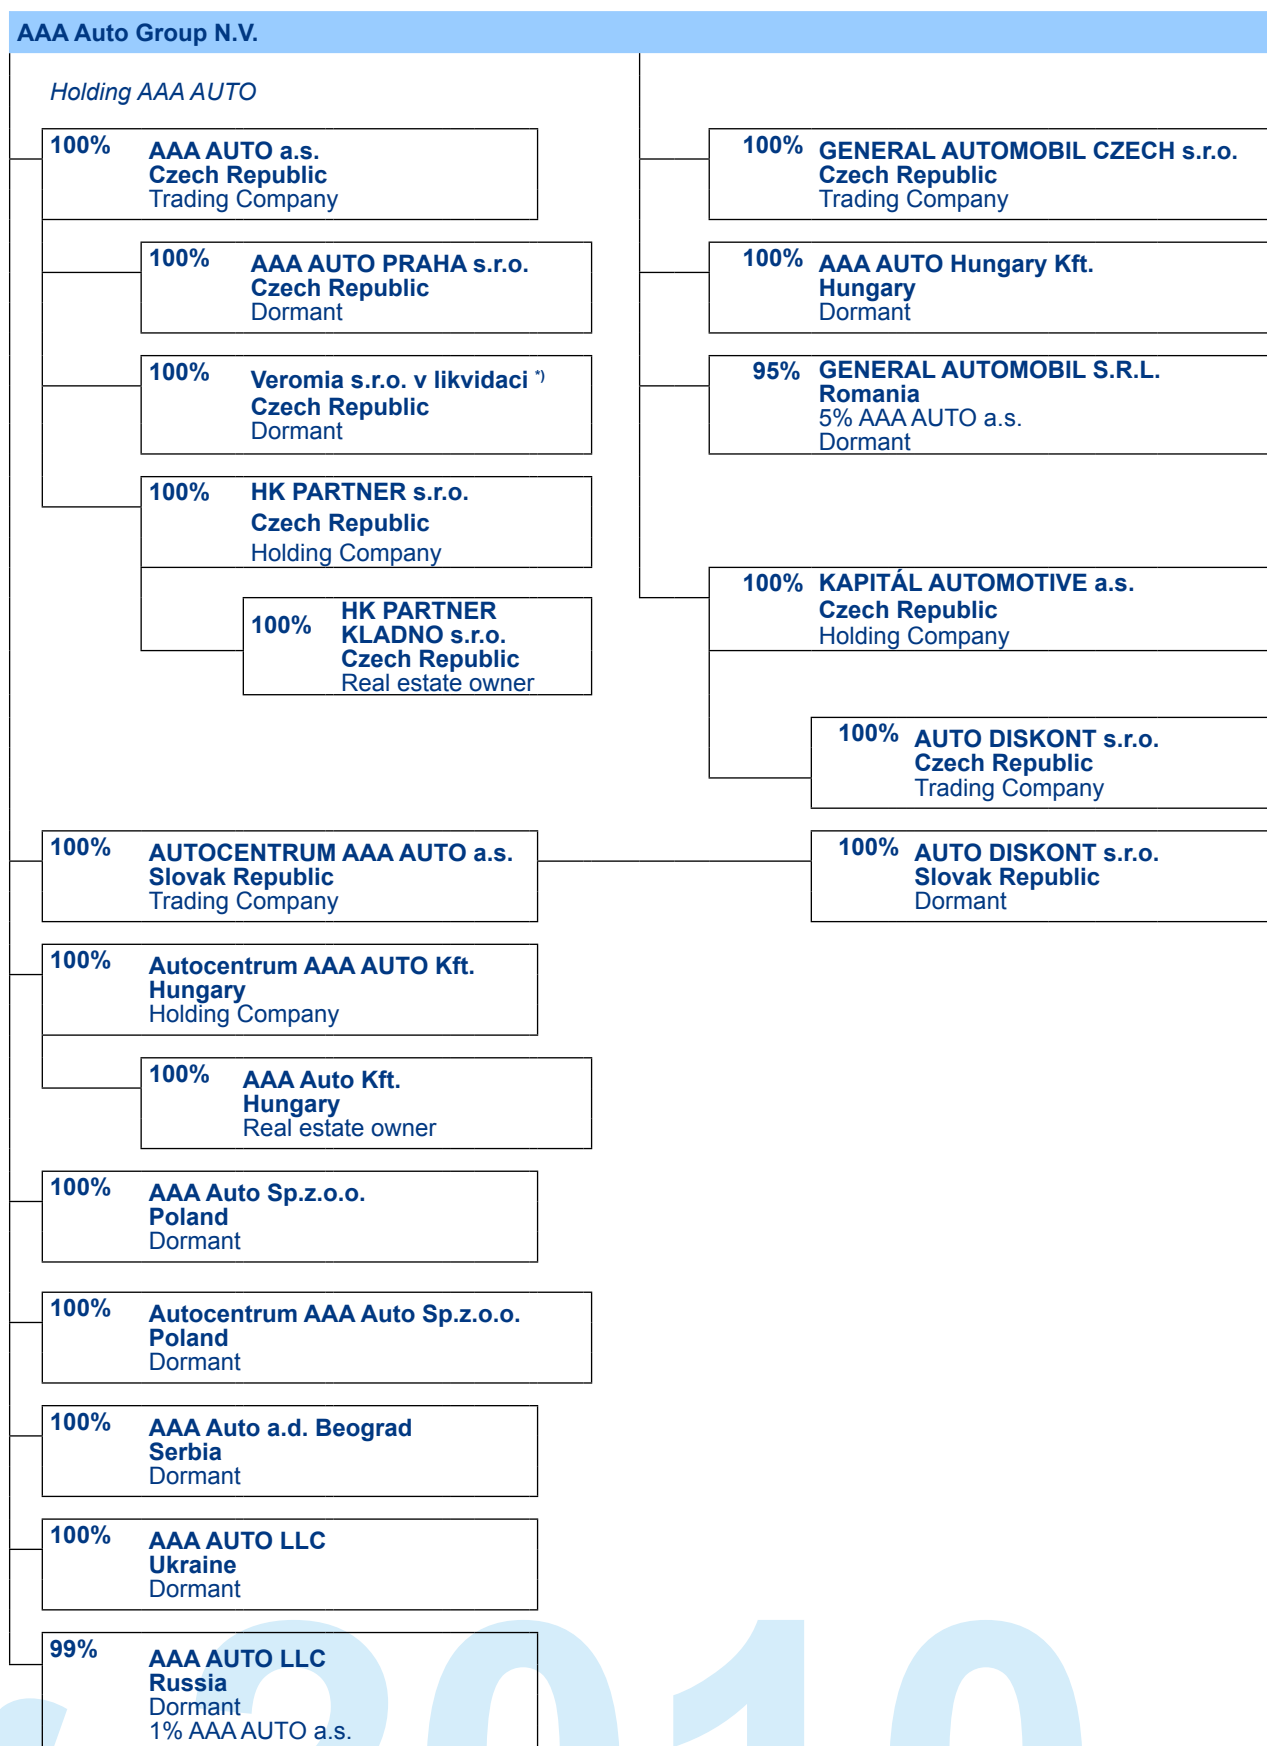 AAA Auto Group N.V.
Holding AAA AUTO
100%
AAA AUTO a.s.
Czech Republic
Trading Company
100%
AAA AUTO PRAHA s.r.o.
Czech Republic
Dormant
100%
Veromia s.r.o. v likvidaci *)
Czech Republic
Dormant
100%
HK PARTNER s.r.o.
Czech Republic
Holding Company
100%
HK PARTNER
KLADNO s.r.o.
Czech Republic
Real estate owner
100%
GENERAL AUTOMOBIL CZECH s.r.o.
Czech Republic
Trading Company
100%
AAA AUTO Hungary Kft.
Hungary
Dormant
95%
GENERAL AUTOMOBIL S.R.L.
Romania
5% AAA AUTO a.s.
Dormant
100%
KAPITÁL AUTOMOTIVE a.s.
Czech Republic
Holding Company
100%
AUTO DISKONT s.r.o.
Czech Republic
Trading Company
100%
AUTOCENTRUM AAA AUTO a.s.
Slovak Republic
Trading Company
100%
AUTO DISKONT s.r.o.
Slovak Republic
Dormant
100%
Autocentrum AAA AUTO Kft.
Hungary
Holding Company
100%
AAA Auto Kft.
Hungary
Real estate owner
100%
AAA Auto Sp.z.o.o.
Poland
Dormant
100%
Autocentrum AAA Auto Sp.z.o.o.
Poland
Dormant
100%
AAA Auto a.d. Beograd
Serbia
Dormant
100%
AAA AUTO LLC
Ukraine
Dormant
99%
AAA AUTO LLC
Russia
Dormant
1% AAA AUTO a.s.
2010